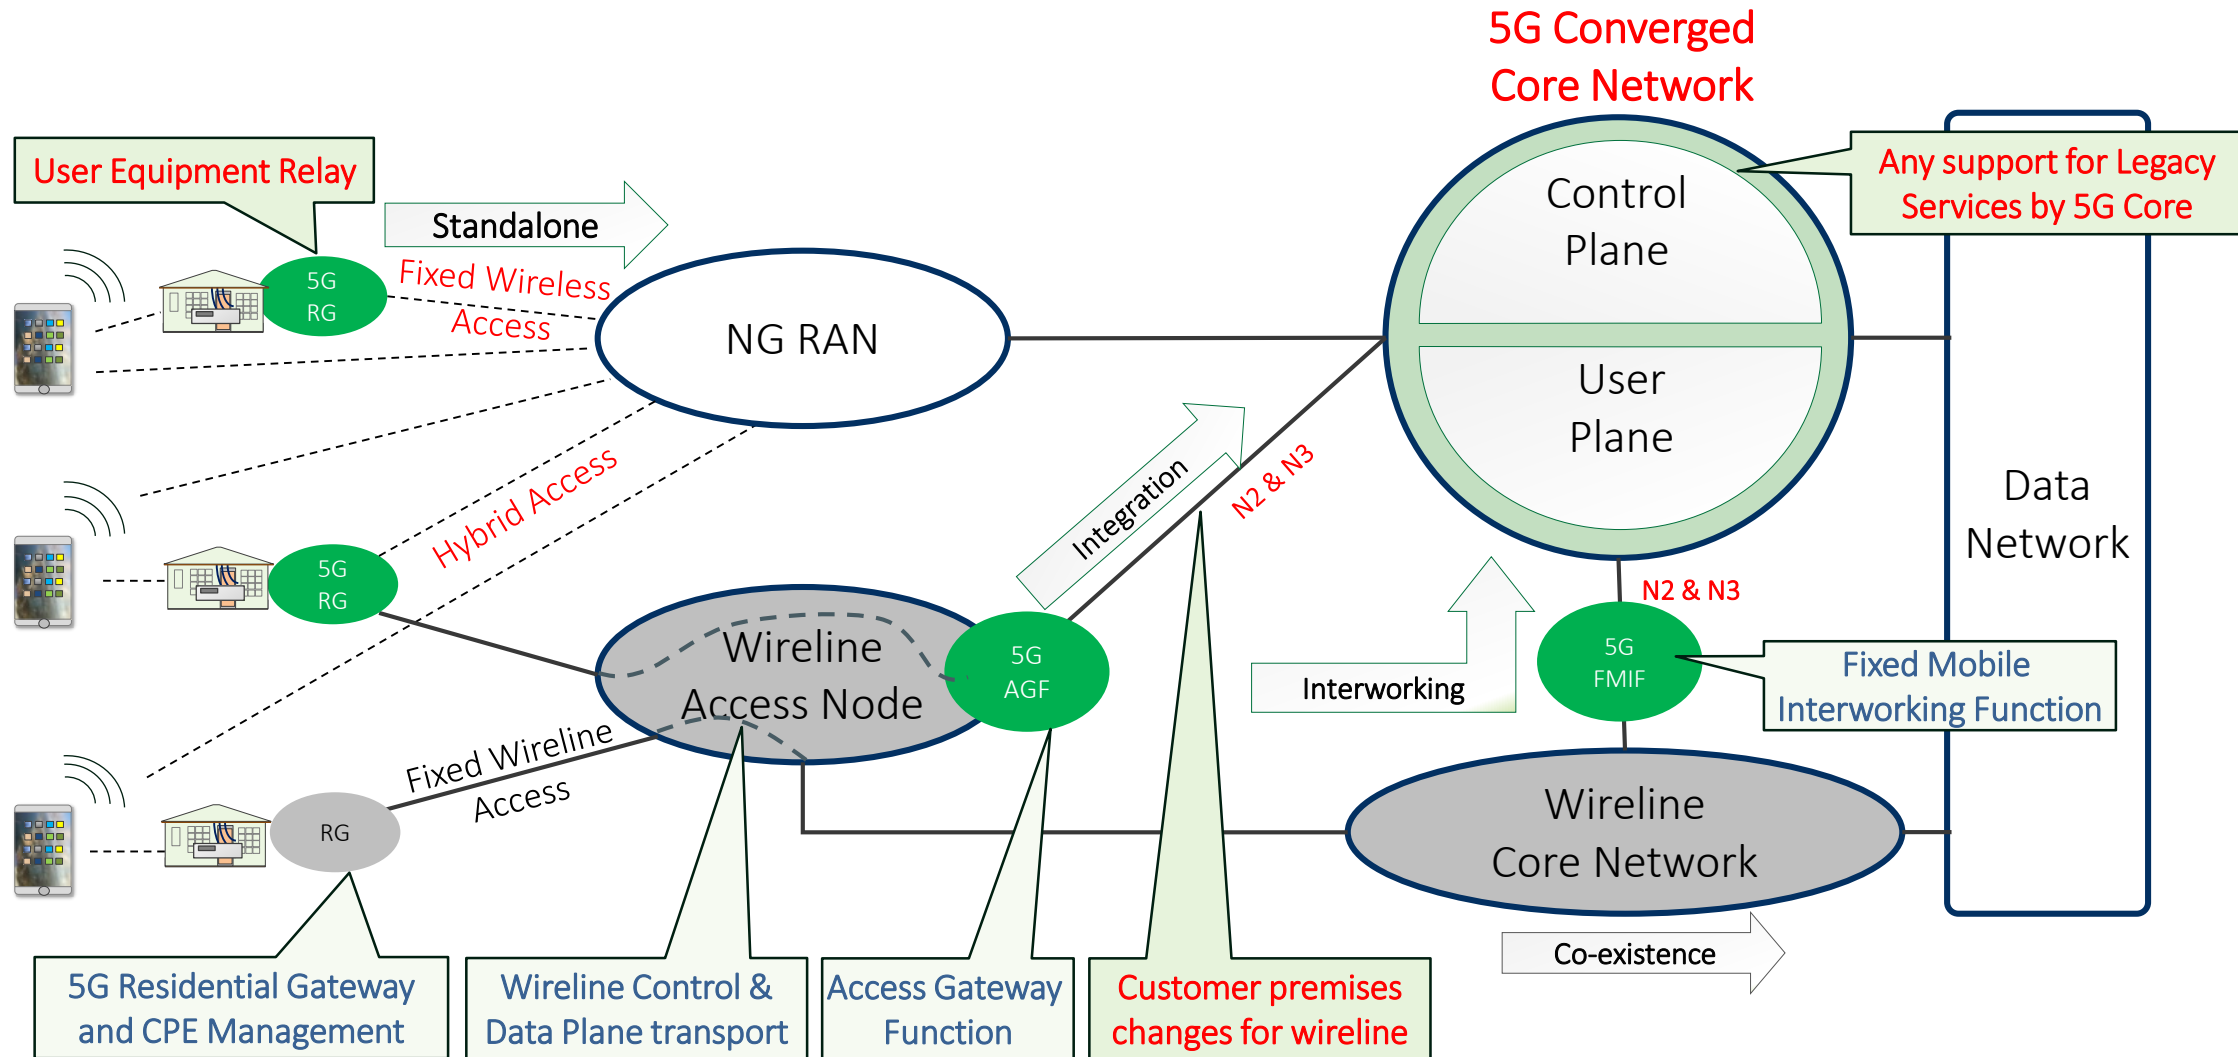 5G Converged
Core Network
User Equipment Relay
Standalone
Control
Plane
Any support for Legacy
Services by 5G Core
5G
RG
Fixed Wireless
Access
NG RAN
User
Plane
Hybrid Access
Integration
N2 & N3
Data
Network
5G
RG
Wireline
Access Node
5G
AGF
Interworking
N2 & N3
5G
FMIF
Fixed Mobile
Interworking Function
Fixed Wireline
Access
RG
Wireline
Core Network
Co-existence
5G Residential Gateway
and CPE Management
Wireline Control &
Data Plane transport
Access Gateway
Function
Customer premises
changes for wireline